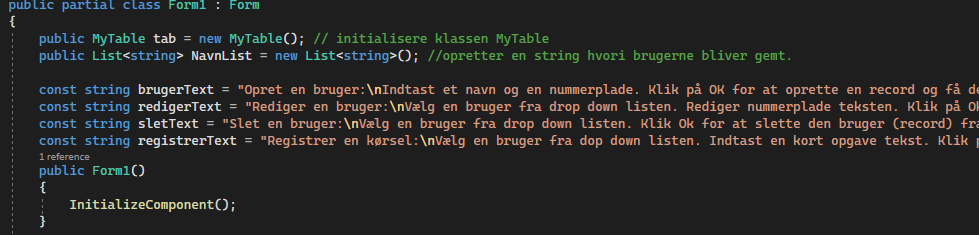 public partial class Form1 : Form
{
public MyTable tab = new MyTable(); // initialisere klassen MyTable
public List<string> NavnList = new List<string>(); //opretter en string hvori brugerne bliver gemt.
const string brugerText = "Opret en bruger:\nIndtast et navn og en nummerplade. Klik på OK for at oprette en record og få de
const string redigerText = "Rediger en bruger:\nVælg en bruger fra drop down listen. Rediger nummerplade teksten. Klik på OK
const string sletText = "Slet en bruger:\nVælg en bruger fra drop down listen. Klik Ok for at slette den bruger (record) fra
const string registrerText = "Registrer en kørsel:\nVælg en bruger fra dop down listen. Indtast en kort opgave tekst. Klik p
1 reference
public Form1()
{
InitializeComponent();
}